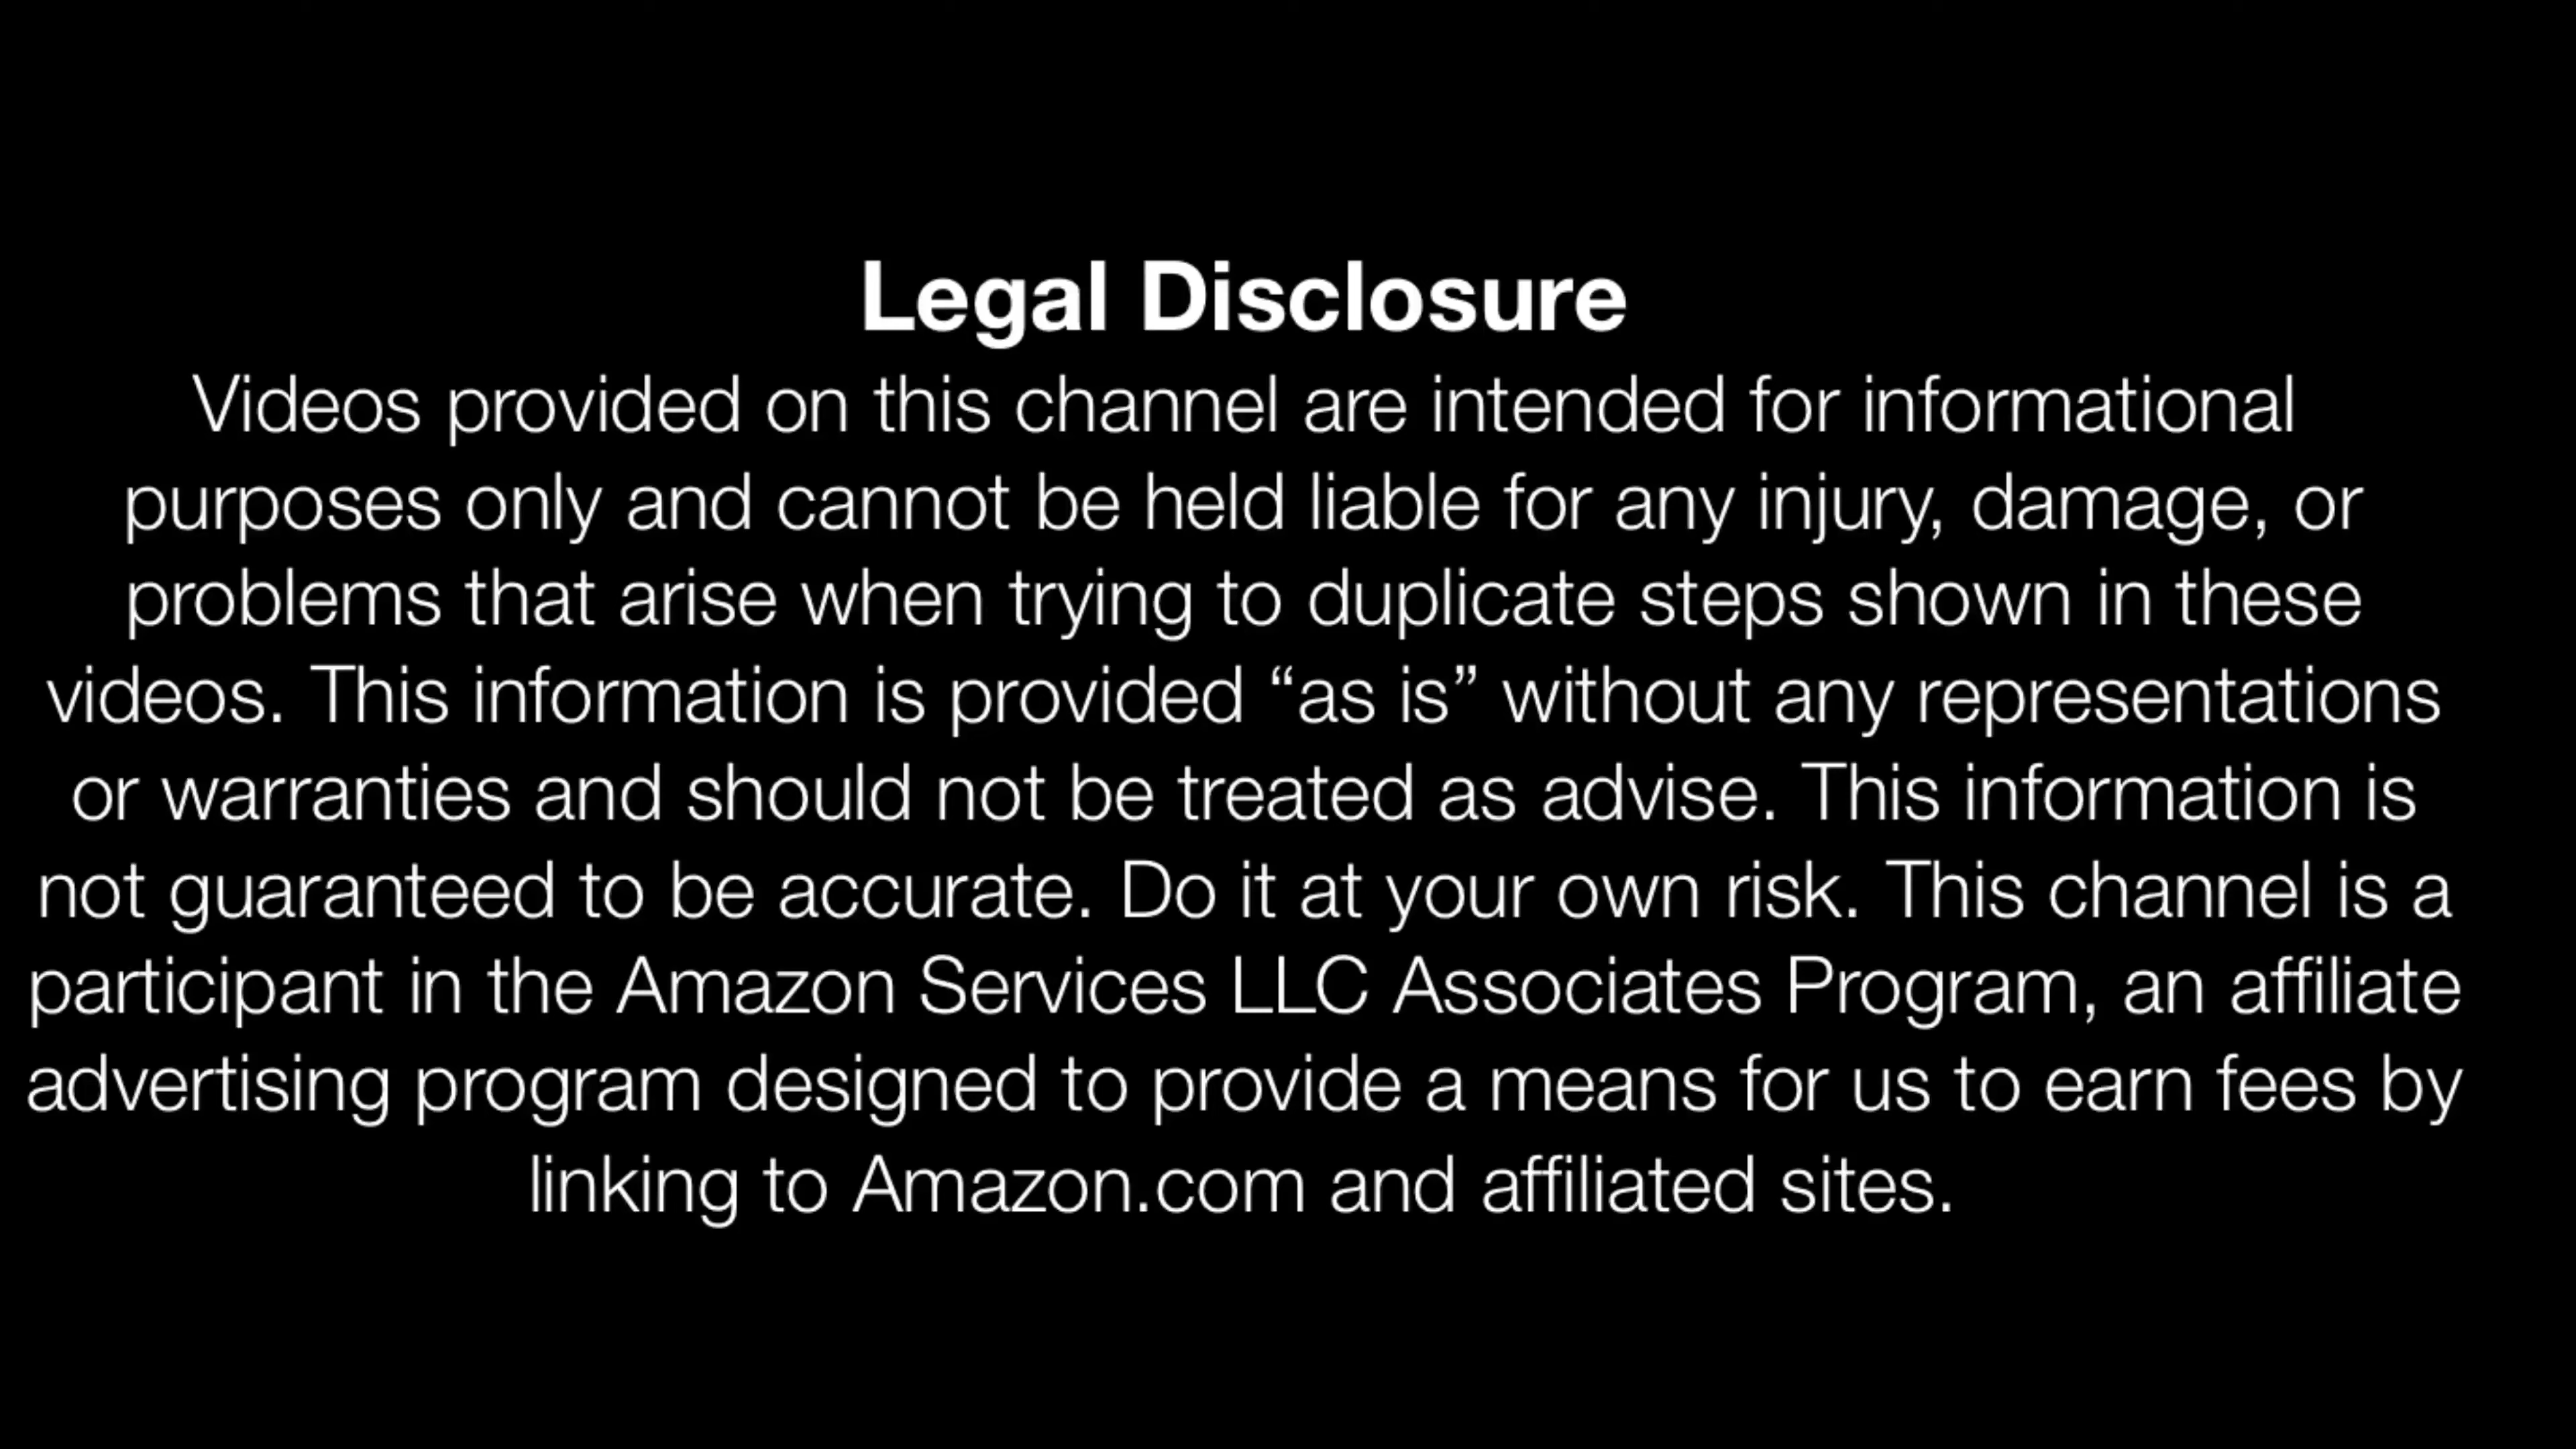 Legal Disclosure
Videos provided on this channel are intended for informational
purposes only and cannot be held liable for any injury, damage, or
problems that arise when trying to duplicate steps shown in these
videos. This information is provided “as is” without any representations
or warranties and should not be treated as advise. This information is
not guaranteed to be accurate. Do it at your own risk. This channel is a
participant in the Amazon Services LLC Associates Program, an affiliate
advertising program designed to provide a means for us to earn fees by
linking to Amazon.com and affiliated sites.